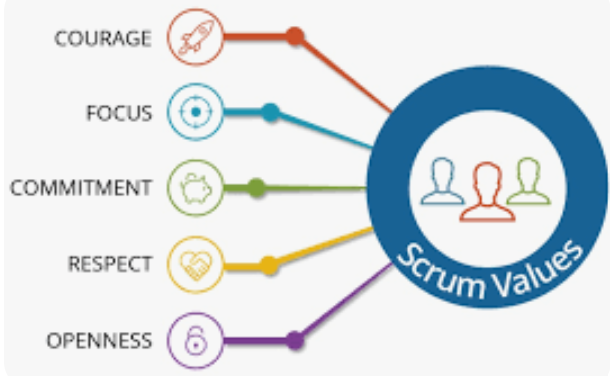 COURAGE
FOCUS
COMMITMENT
RESPECT
OPENNESS
Scrum Values